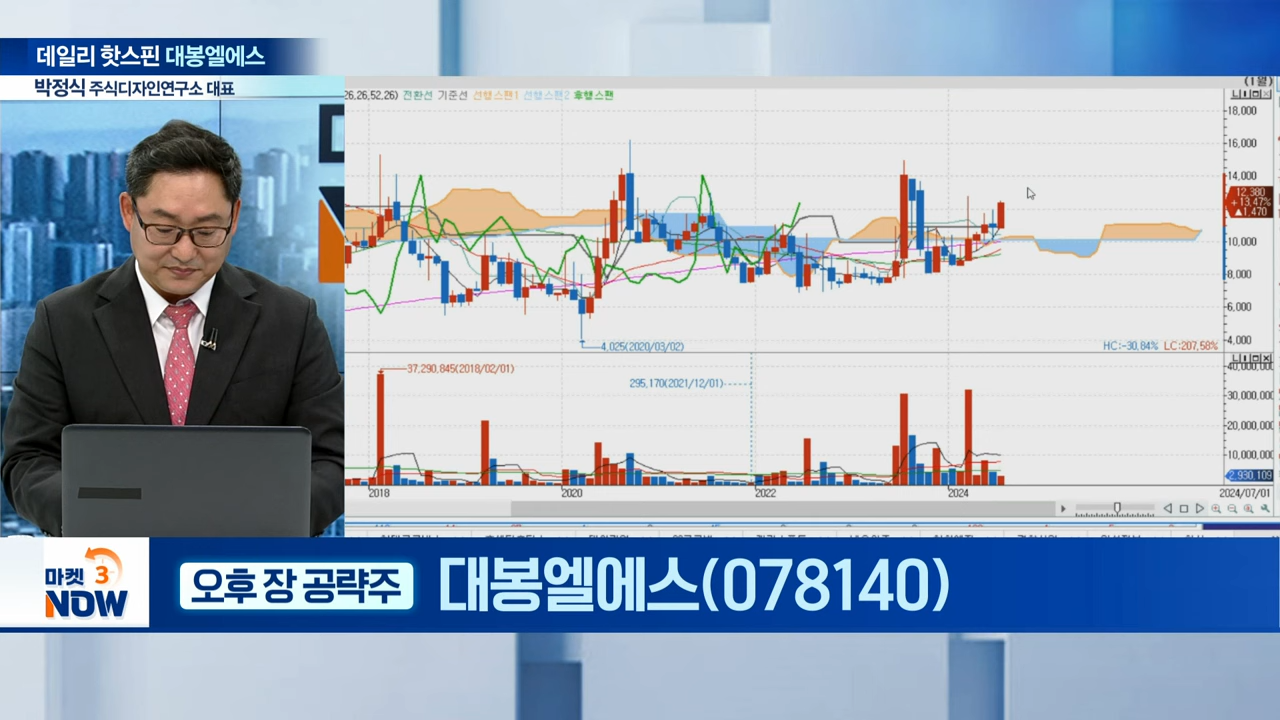 데일리 핫스핀 대봉엘에스
박정식 주식디자인연구소 대표
26,26,52,26) 전환선 기준선 선행스팬1 선행스팬2 후행스팬
(1월)
18,000
16,000
14,000
12,380
+13.47%
▲1,470
10,000
8,000
6,000
4,000
4,025(2020/03/02)
HC:-30.84% LC:207.58%
37,290,845(2018/02/01)
295,170(2021/12/01)
40,000,000
30,000,000
20,000,000
10,000,000
2,930,109
2018
2020
2022
2024
2024/07/01
마켓 3
NOW
오후 장 공략주
대봉엘에스(078140)